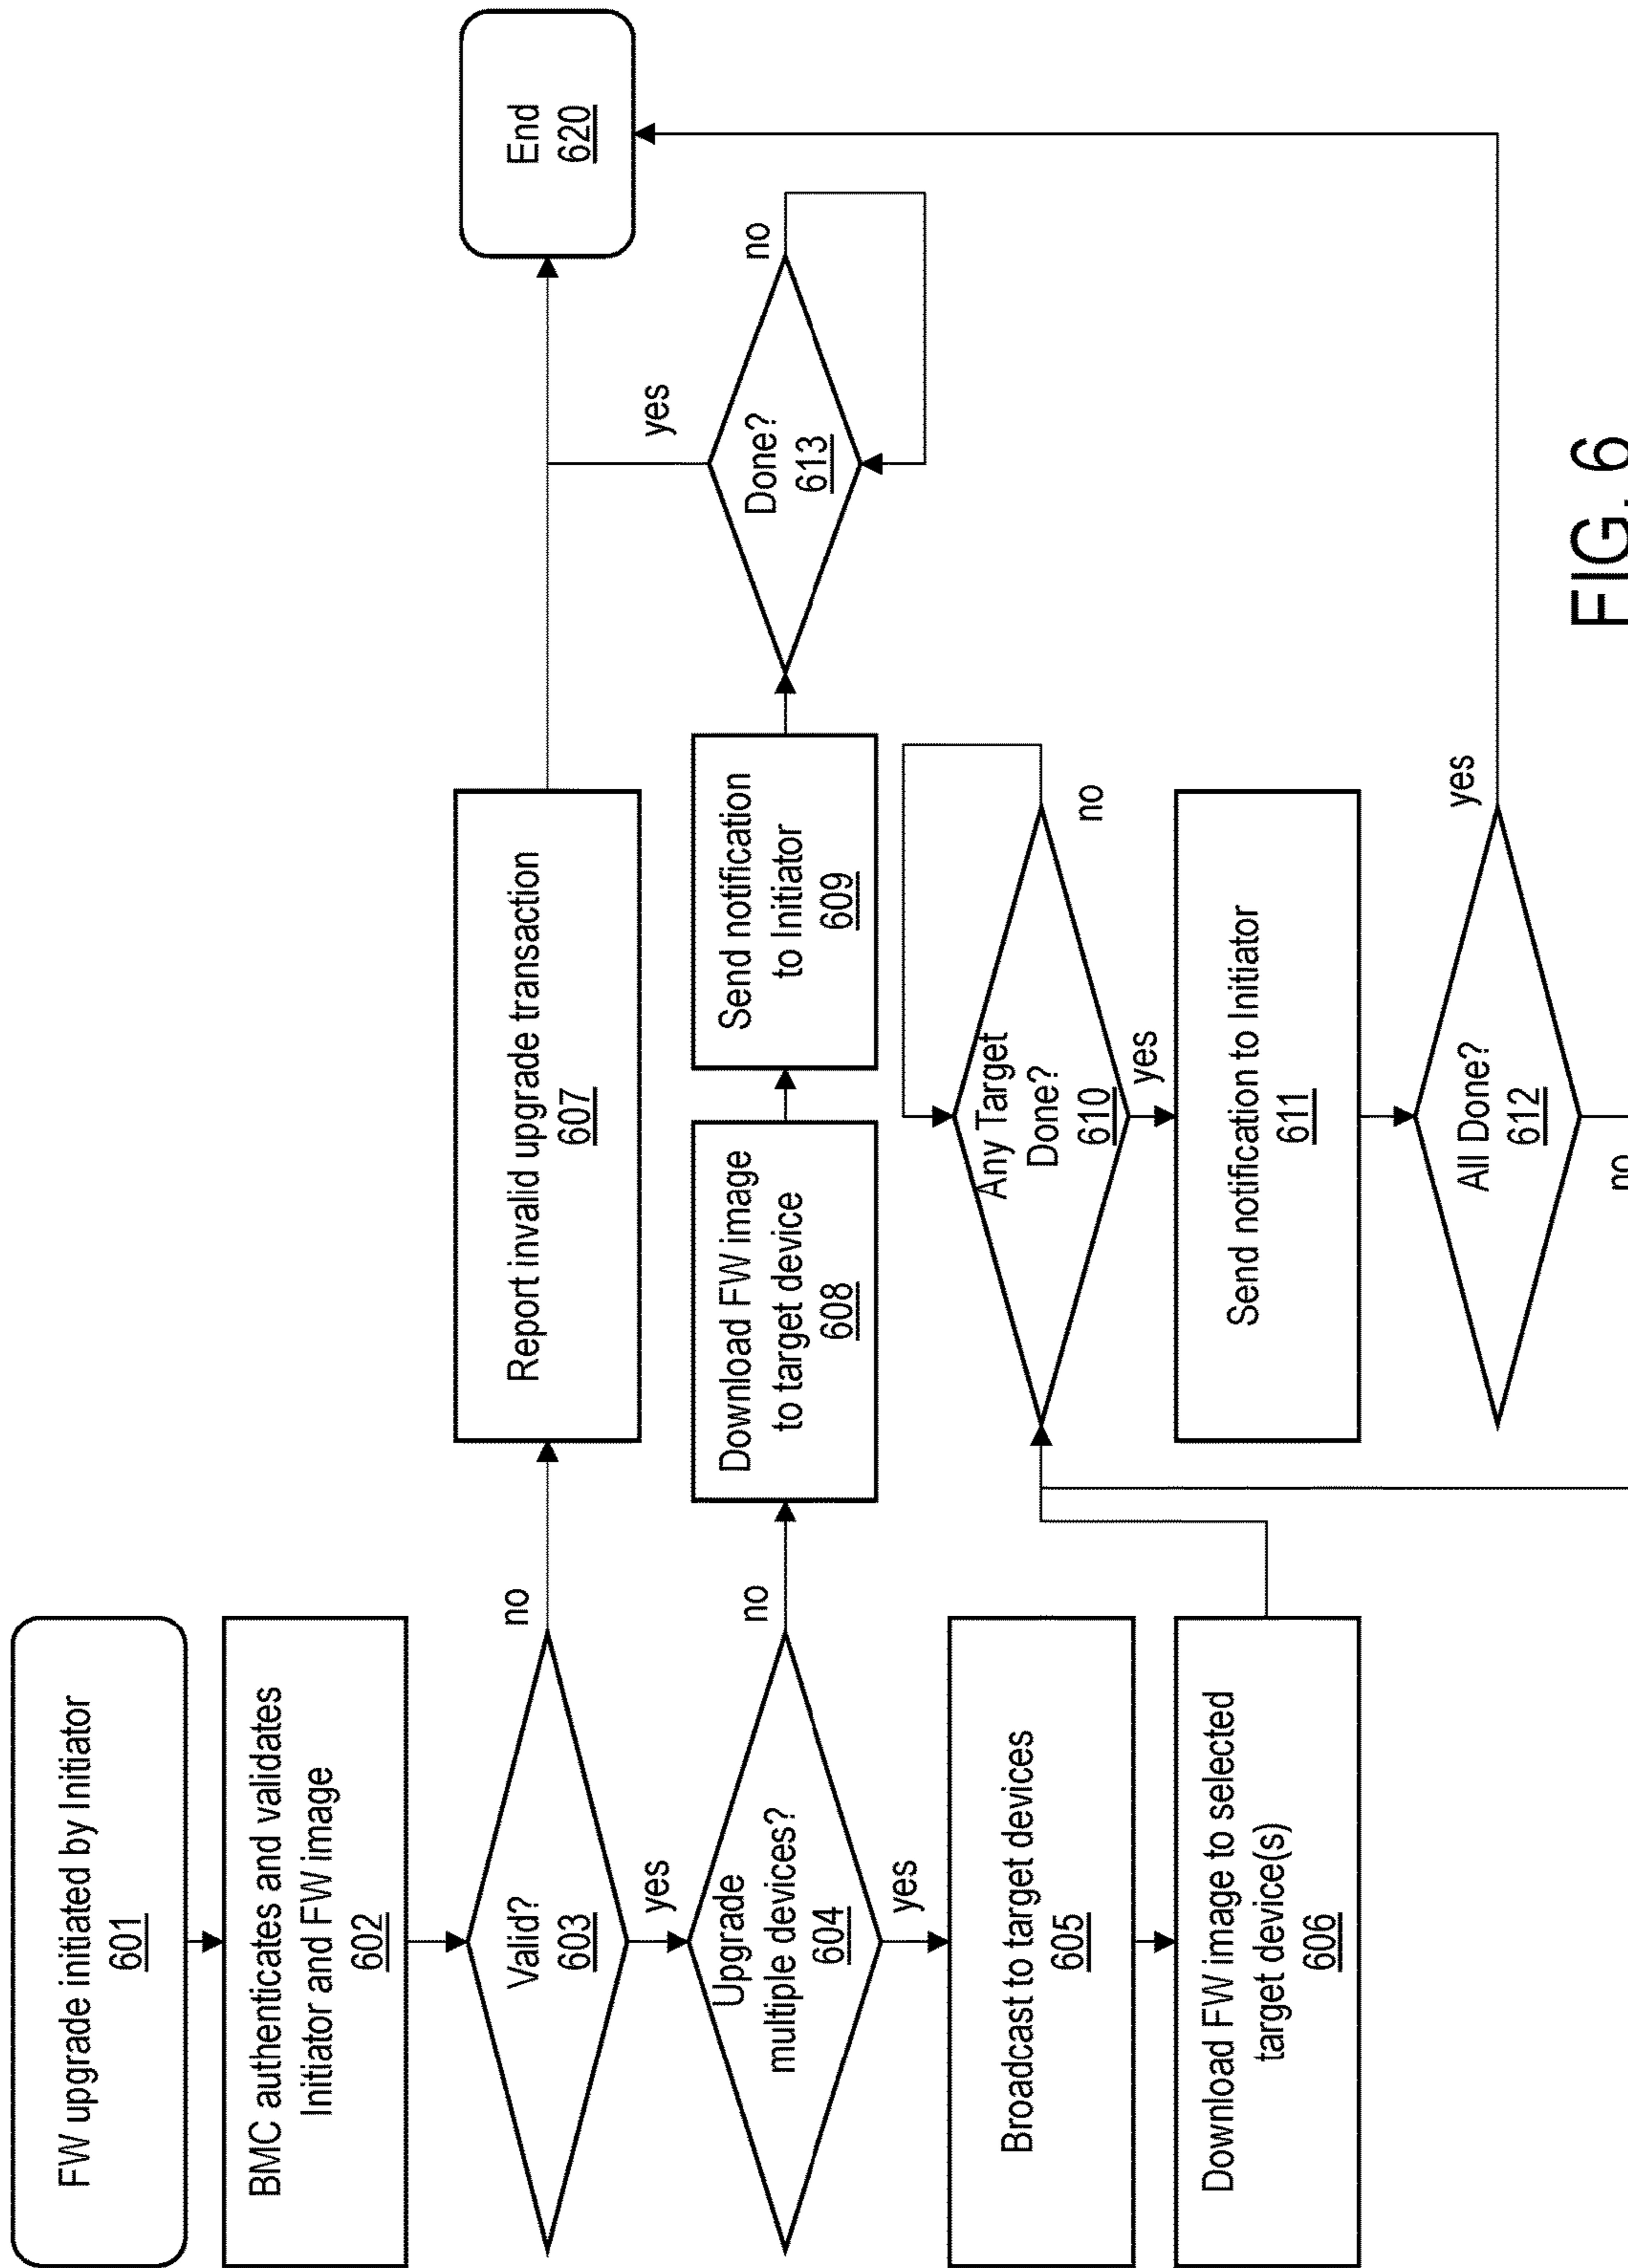 FW upgrade initiated by Initiator
601
BMC authenticates and validates
Initiator and FW image
602
Valid?
603
no
yes
Report invalid upgrade transaction
607
End
620
Upgrade
multiple devices?
604
no
yes
Download FW image
to target device
608
Send notification
to Initiator
609
Done?
613
yes
no
Broadcast to target devices
605
Download FW image to selected
target device(s)
606
Any Target
Done?
610
no
yes
Send notification to Initiator
611
All Done?
612
yes
no
FIG. 6